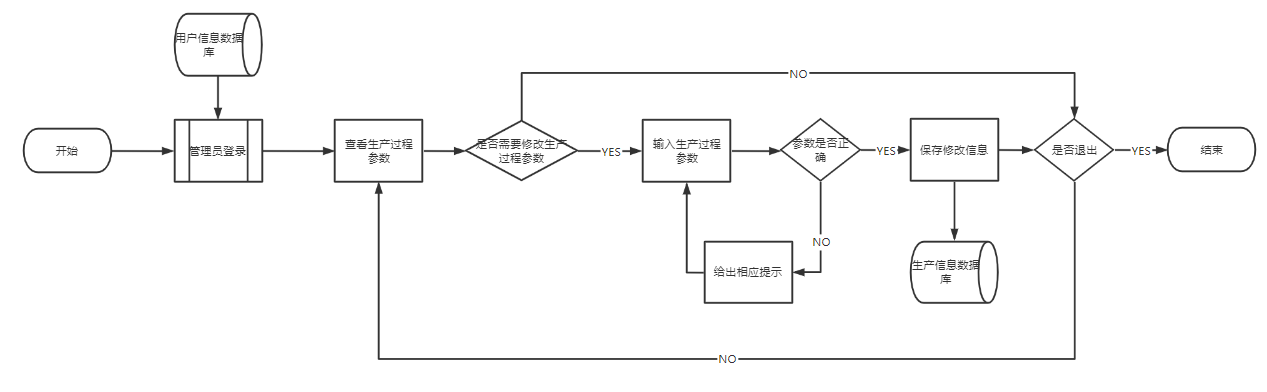 用户信息数据
库
NO
开始
管理员登录
查看生产过程
参数
是否需要修改生产
过程参数
YES
输入生产过程
参数
参数是否正
确
YES
保存修改信息
是否退出
YES
结束
NO
给出相应提示
生产信息数据
库
NO